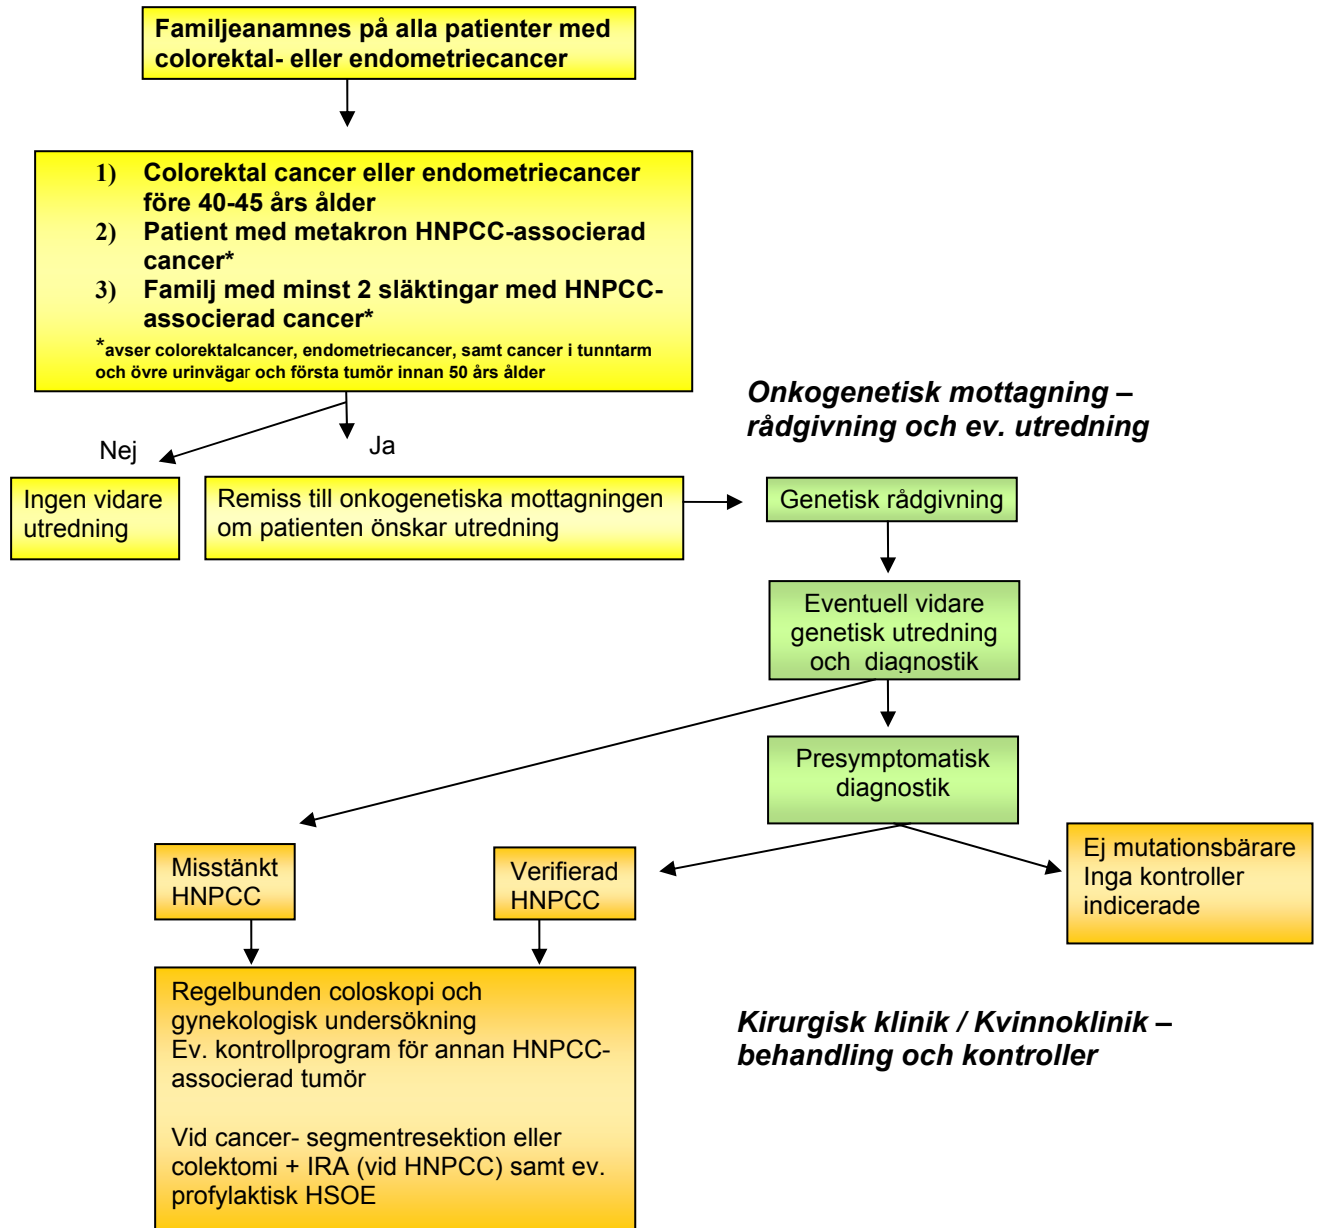 Familjeanamnes på alla patienter med
colorektal- eller endometriecancer
1) Colorektal cancer eller endometriecancer
före 40-45 års ålder
2) Patient med metakron HNPCC-associerad
cancer*
3) Familj med minst 2 släktingar med HNPCC-
associerad cancer*
*avser colorektalcancer, endometriecancer, samt cancer i tunntarm
och övre urinvägar och första tumör innan 50 års ålder
Onkogenetisk mottagning –
rådgivning och ev. utredning
Nej
Ja
Ingen vidare
utredning
Remiss till onkogenetiska mottagningen
om patienten önskar utredning
Genetisk rådgivning
Eventuell vidare
genetisk utredning
och diagnostik
Presymptomatisk
diagnostik
Misstänkt
HNPCC
Verifierad
HNPCC
Ej mutationsbärare
Inga kontroller
indicerade
Regelbunden coloskopi och
gynekologisk undersökning
Ev. kontrollprogram för annan HNPCC-
associerad tumör
Vid cancer- segmentresektion eller
colektomi + IRA (vid HNPCC) samt ev.
profylaktisk HSOE
Kirurgisk klinik / Kvinnoklinik –
behandling och kontroller